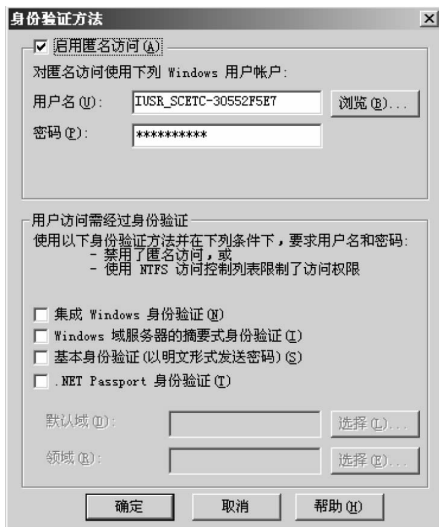 身份验证方法
启用匿名访问(A)
对匿名访问使用下列 Windows 用户帐户:
用户名(U): IUSR_SCETC-30552F5E7 浏览(B)...
密码(P): **********
用户访问需经过身份验证
使用以下身份验证方法并在下列条件下，要求用户名和密码:
- 禁用了匿名访问，或
- 使用 NTFS 访问控制列表限制了访问权限
集成 Windows 身份验证(N)
Windows 域服务器的摘要式身份验证(I)
基本身份验证(以明文形式发送密码)(S)
.NET Passport 身份验证(T)
默认域(D): 选择(L)...
领域(R): 选择(E)...
确定 取消 帮助(H)